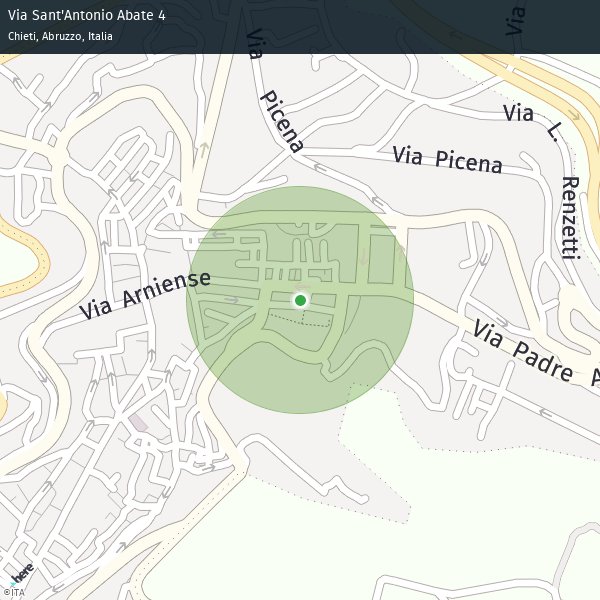 Via Sant'Antonio Abate 4
Chieti, Abruzzo, Italia
Via
Via Picena
Via L. Renzetti
Via Picena
Via Arniense
Via Padre A
here
©ITA